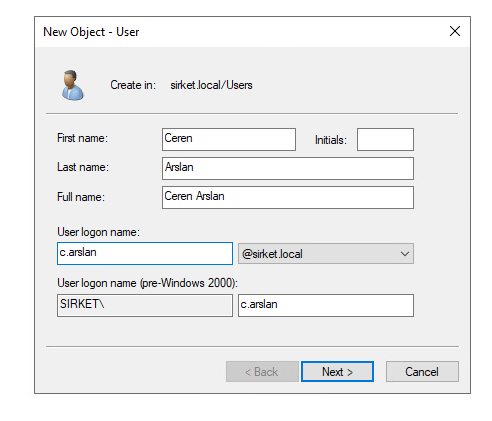 New Object - User
Create in: sirket.local/Users
First name: Ceren Initials:
Last name: Arslan
Full name: Ceren Arslan
User logon name:
c.arslan @sirket.local
User logon name (pre-Windows 2000):
SIRKET\ c.arslan
< Back Next > Cancel